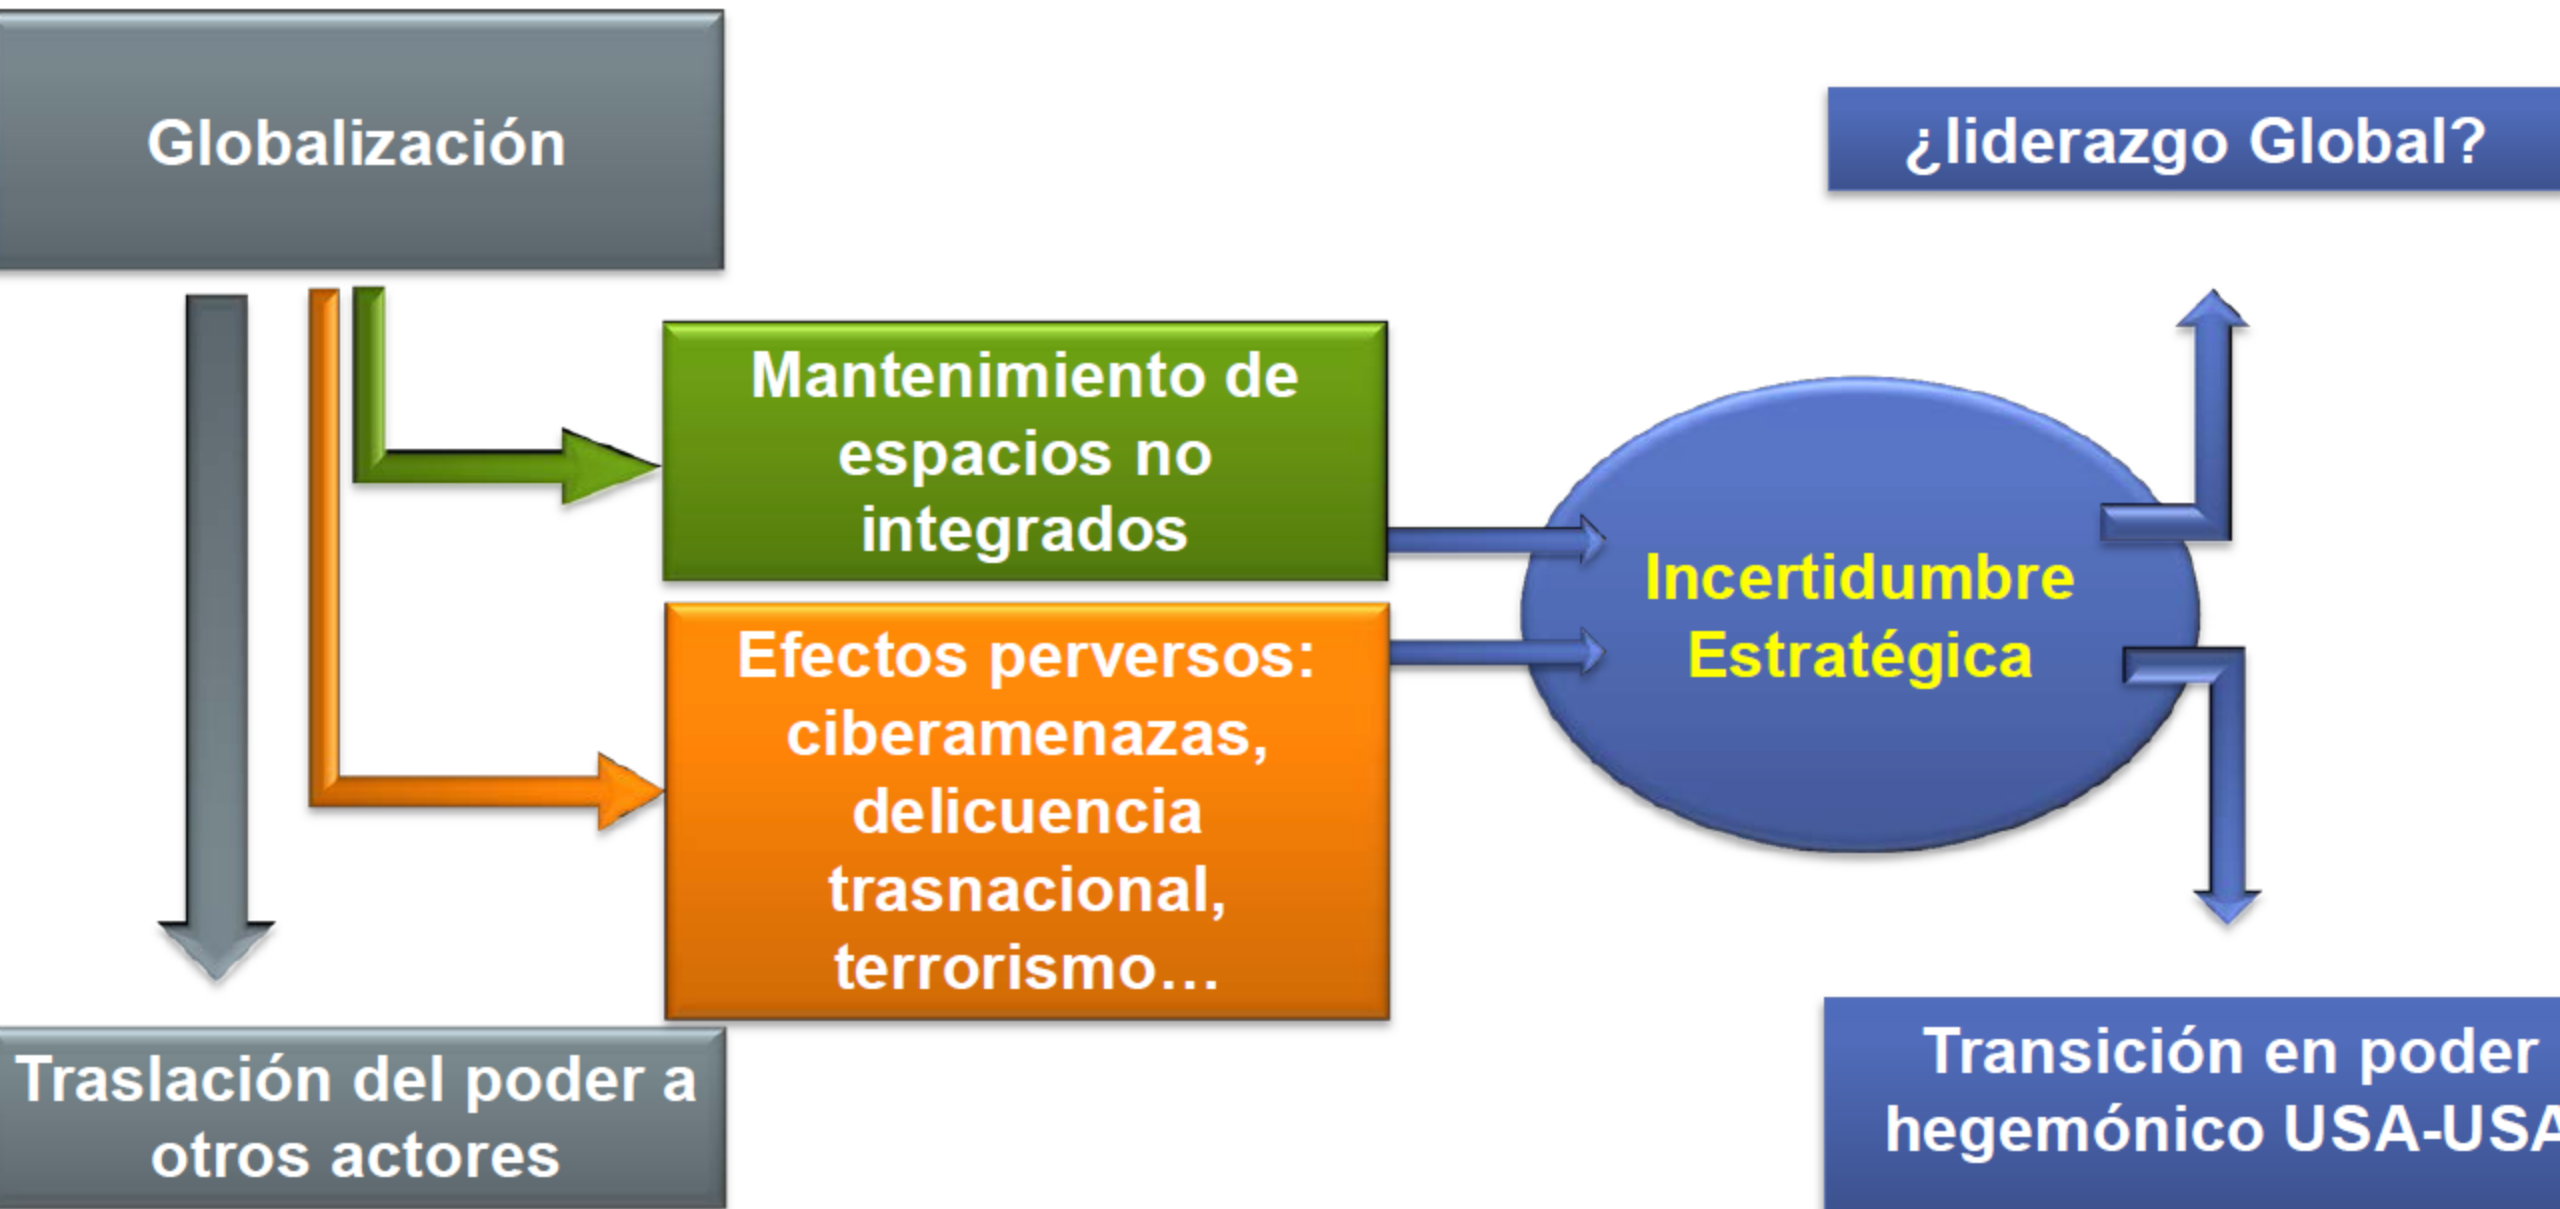 Globalización
¿liderazgo Global?
Mantenimiento de
espacios no
integrados
Incertidumbre
Estratégica
Efectos perversos:
ciberamenazas,
delicuencia
trasnacional,
terrorismo…
Traslación del poder a
otros actores
Transición en poder
hegemónico USA-USA